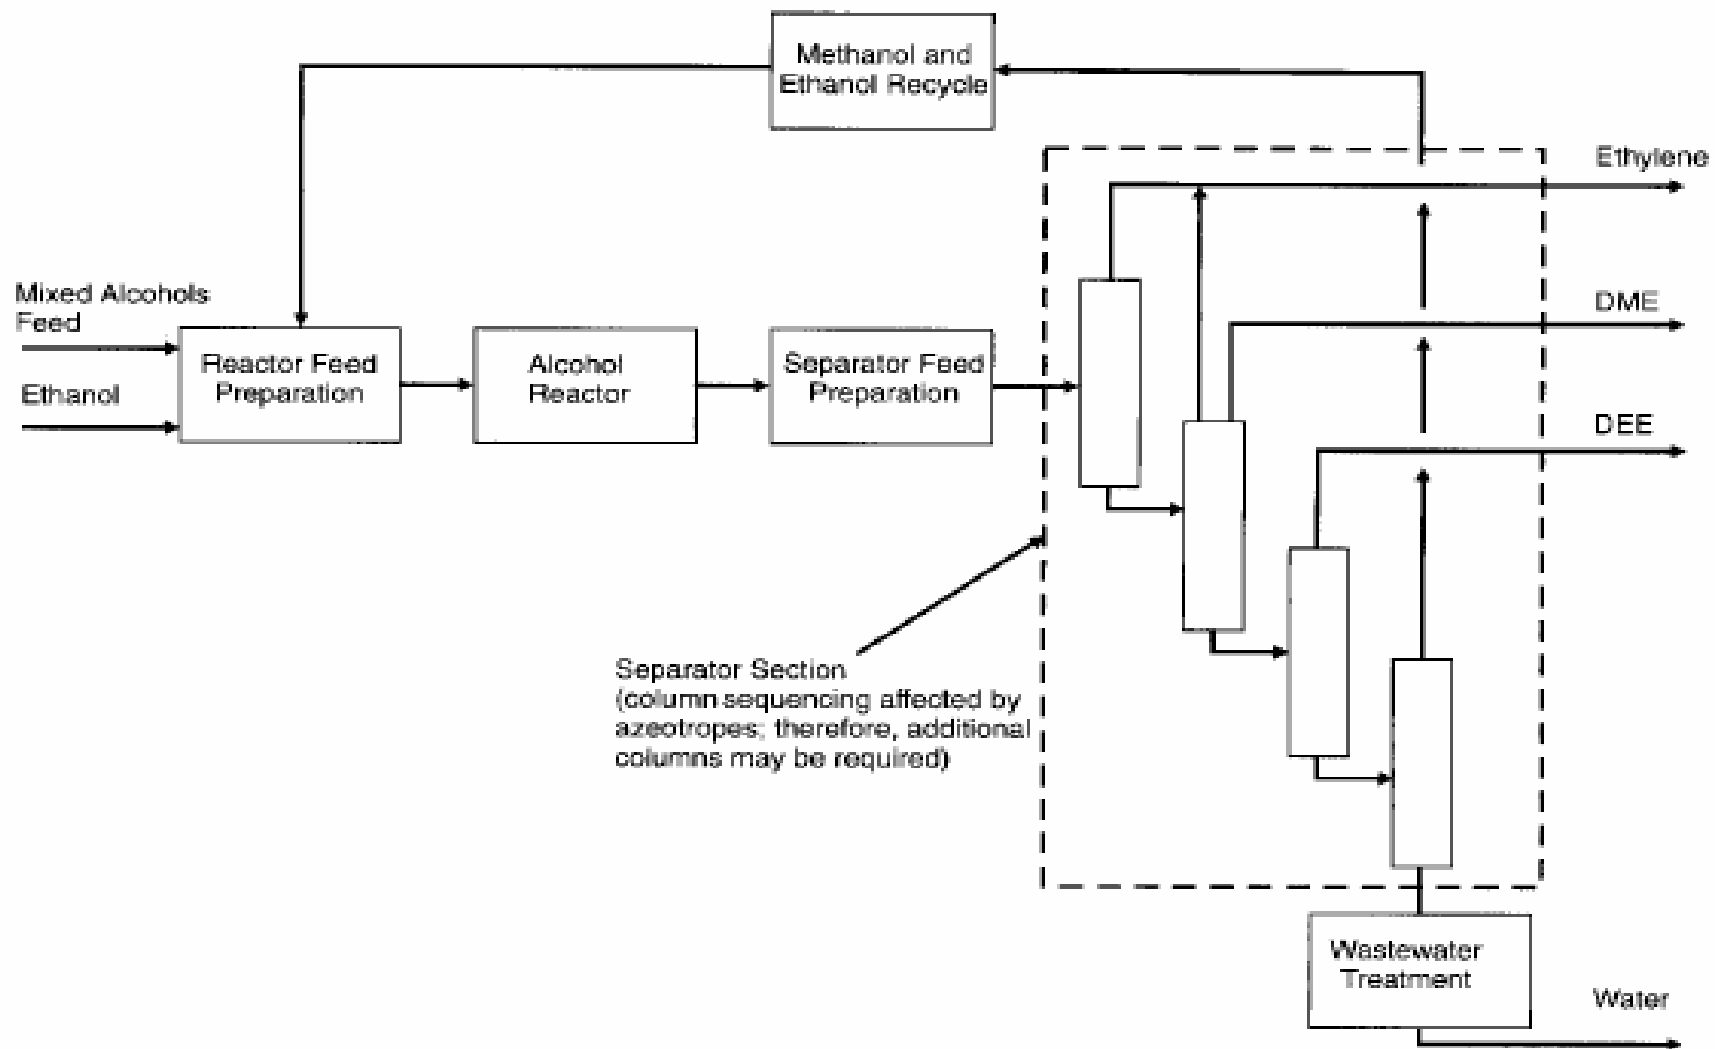 Methanol and
Ethanol Recycle
Ethylene
Mixed Alcohols
Feed
Ethanol
Reactor Feed
Preparation
Alcohol
Reactor
Separator Feed
Preparation
DME
DEE
Separator Section
(column sequencing affected by
azeotropes; therefore, additional
columns may be required)
Wastewater
Treatment
Water